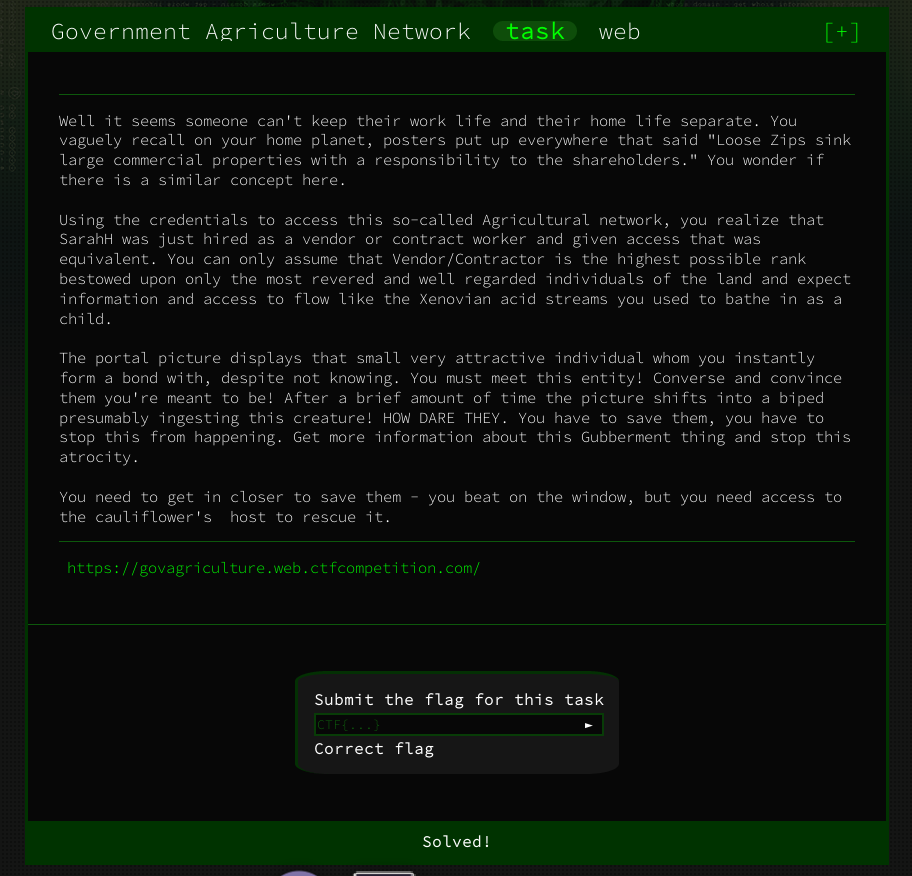 Government Agriculture Network task web [+]
Well it seems someone can't keep their work life and their home life separate. You
vaguely recall on your home planet, posters put up everywhere that said "Loose Zips sink
large commercial properties with a responsibility to the shareholders." You wonder if
there is a similar concept here.
Using the credentials to access this so-called Agricultural network, you realize that
SarahH was just hired as a vendor or contract worker and given access that was
equivalent. You can only assume that Vendor/Contractor is the highest possible rank
bestowed upon only the most revered and well regarded individuals of the land and expect
information and access to flow like the Xenovian acid streams you used to bathe in as a
child.
The portal picture displays that small very attractive individual whom you instantly
form a bond with, despite not knowing. You must meet this entity! Converse and convince
them you're meant to be! After a brief amount of time the picture shifts into a biped
presumably ingesting this creature! HOW DARE THEY. You have to save them, you have to
stop this from happening. Get more information about this Gubberment thing and stop this
atrocity.
You need to get in closer to save them - you beat on the window, but you need access to
the cauliflower's  host to rescue it.
https://govagriculture.web.ctfcompetition.com/
Submit the flag for this task
CTF{...} ►
Correct flag
Solved!